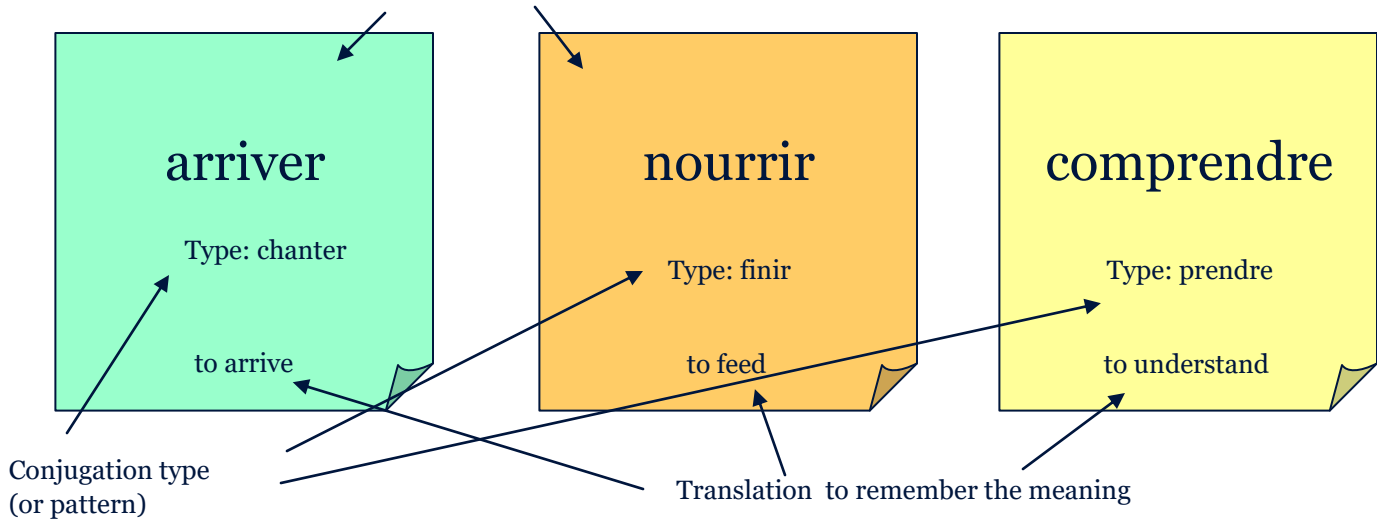 arriver
Type: chanter
to arrive
nourrir
Type: finir
to feed
comprendre
Type: prendre
to understand
Conjugation type
(or pattern)
Translation  to remember the meaning